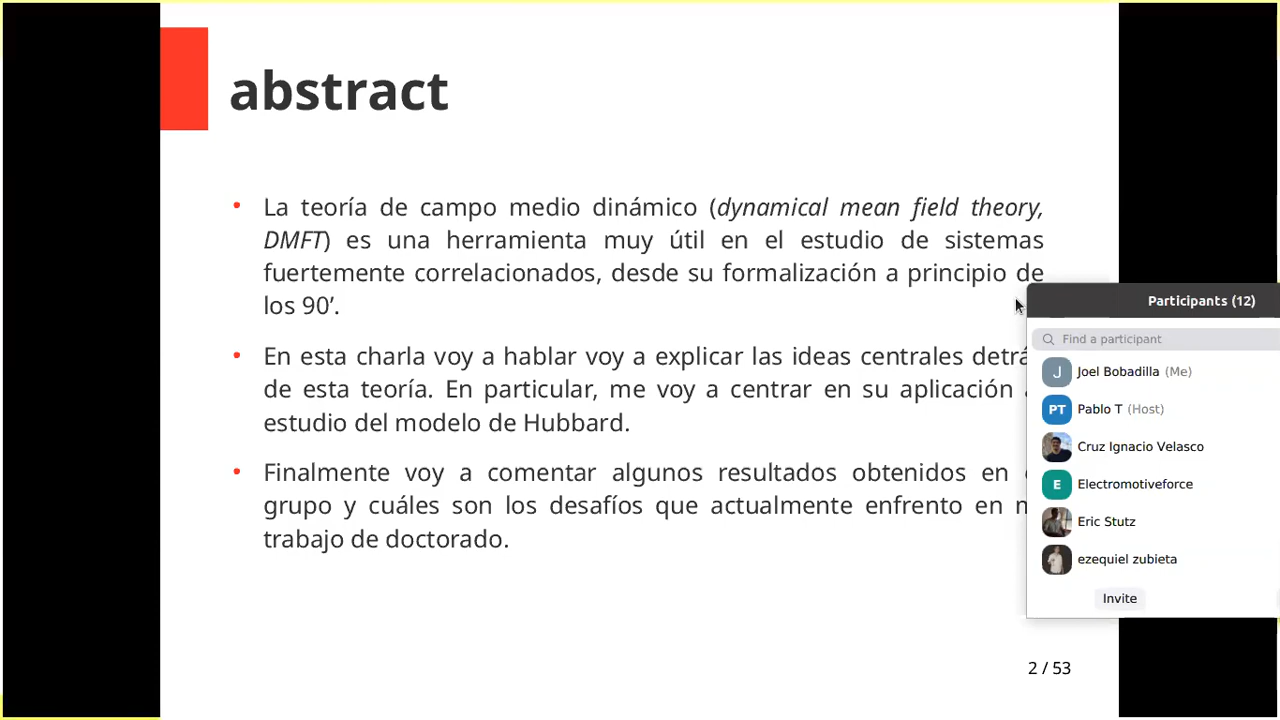 abstract
• La teoría de campo medio dinámico (dynamical mean field theory,
DMFT) es una herramienta muy útil en el estudio de sistemas
fuertemente correlacionados, desde su formalización a principio de
los 90’.
• En esta charla voy a hablar voy a explicar las ideas centrales
de esta teoría. En particular, me voy a centrar en su aplicación
estudio del modelo de Hubbard.
• Finalmente voy a comentar algunos resultados obtenidos en
grupo y cuáles son los desafíos que actualmente enfrento en
trabajo de doctorado.
2 / 53
Participants (12)
Find a participant
J Joel Bobadilla (Me)
PT Pablo T (Host)
Cruz Ignacio Velasco
E Electromotiveforce
Eric Stutz
ezequiel zubieta
Invite